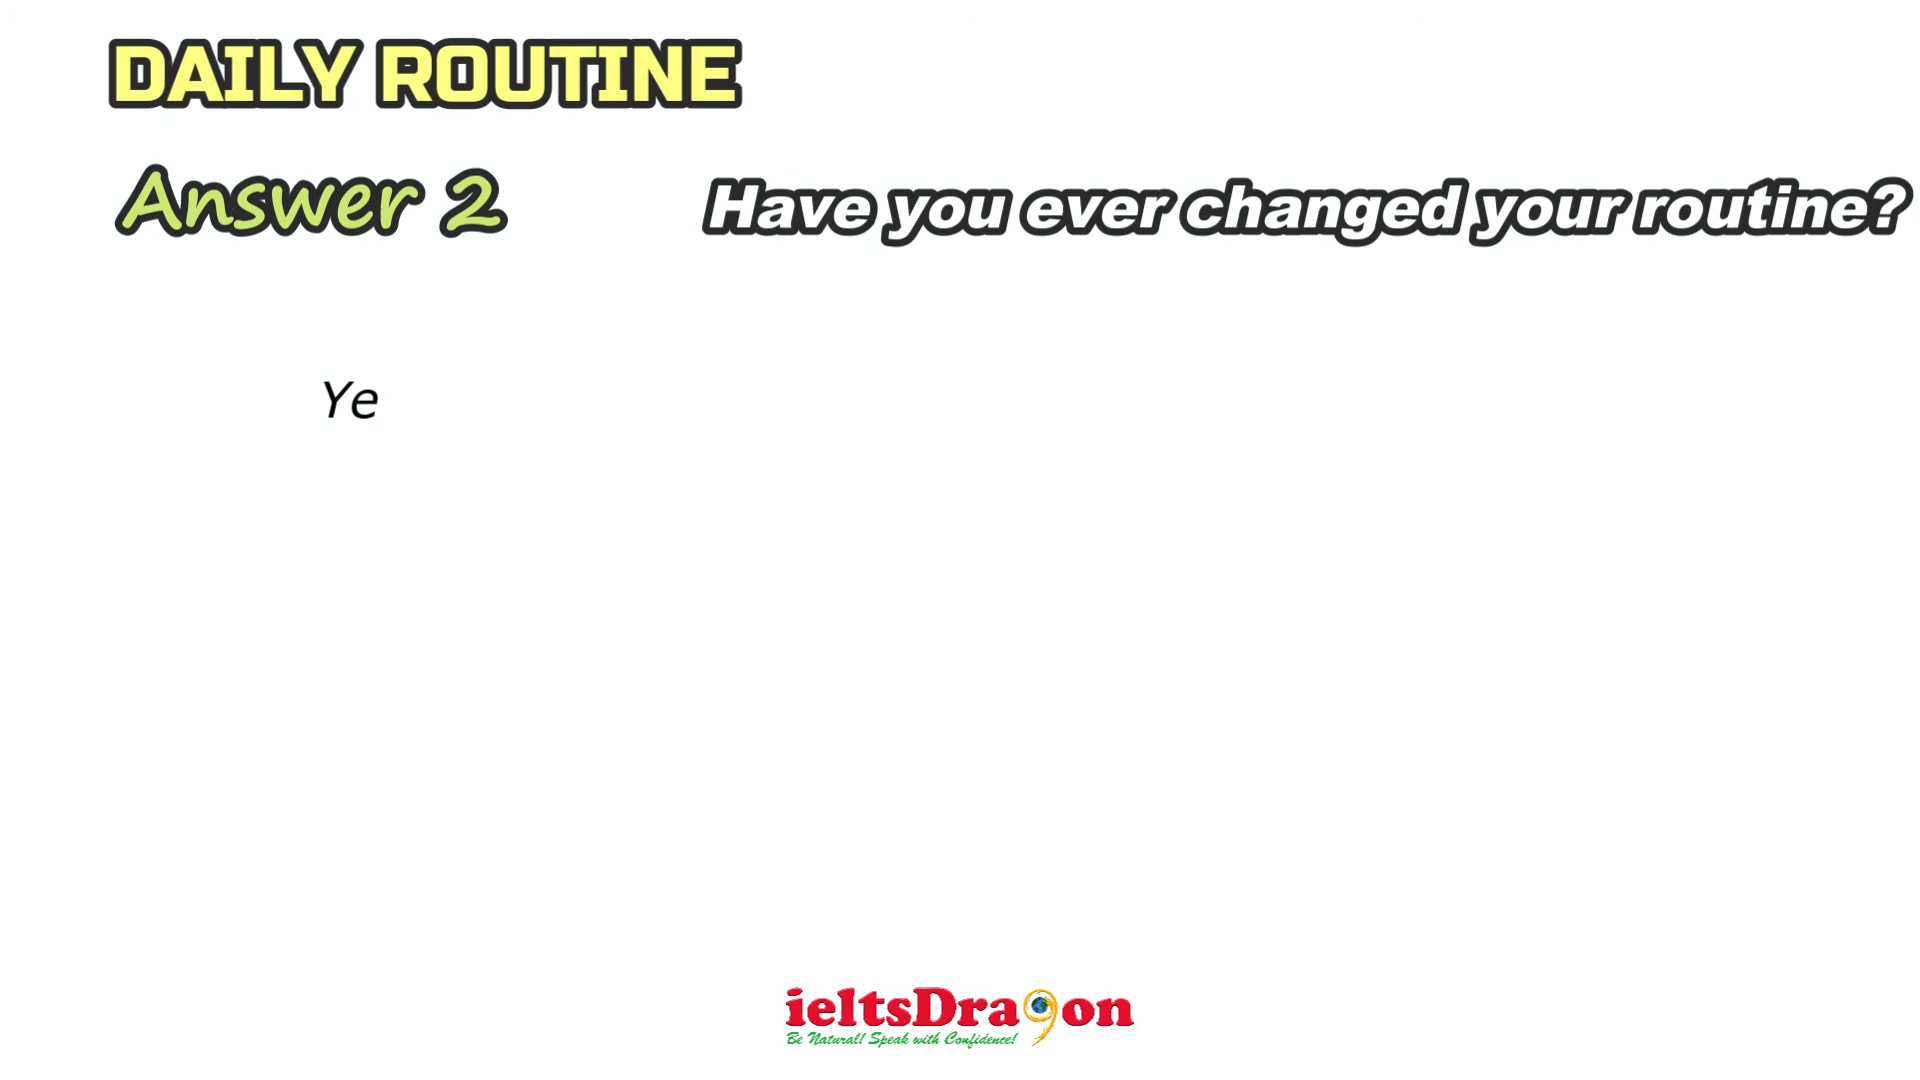 DAILY ROUTINE
Answer 2 Have you ever changed your routine?
Ye
ieltsDra9on
Be Natural! Speak with Confidence!